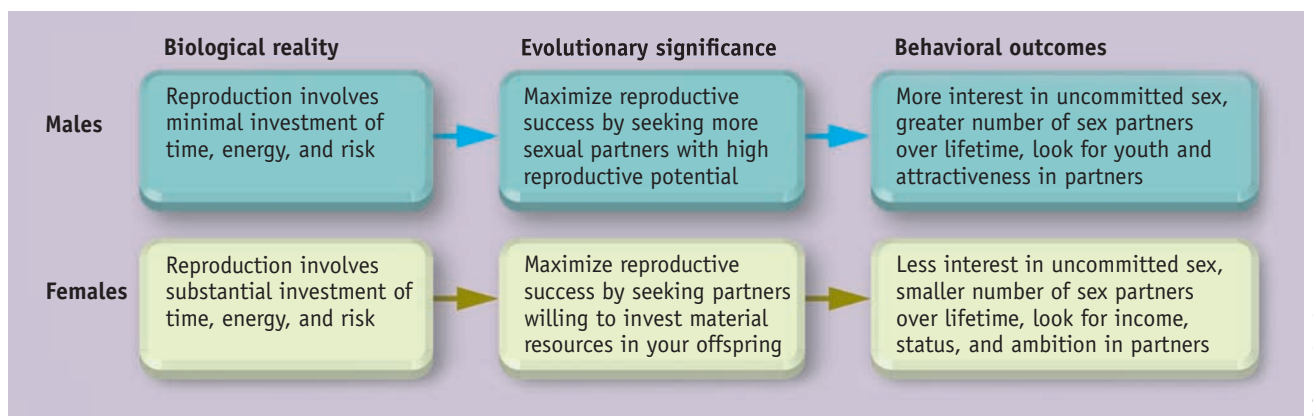 Biological reality
Evolutionary significance
Behavioral outcomes
Males
Reproduction involves
minimal investment of
time, energy, and risk
Maximize reproductive
success by seeking more
sexual partners with high
reproductive potential
More interest in uncommitted sex,
greater number of sex partners
over lifetime, look for youth and
attractiveness in partners
Females
Reproduction involves
substantial investment of
time, energy, and risk
Maximize reproductive
success by seeking partners
willing to invest material
resources in your offspring
Less interest in uncommitted sex,
smaller number of sex partners
over lifetime, look for income,
status, and ambition in partners